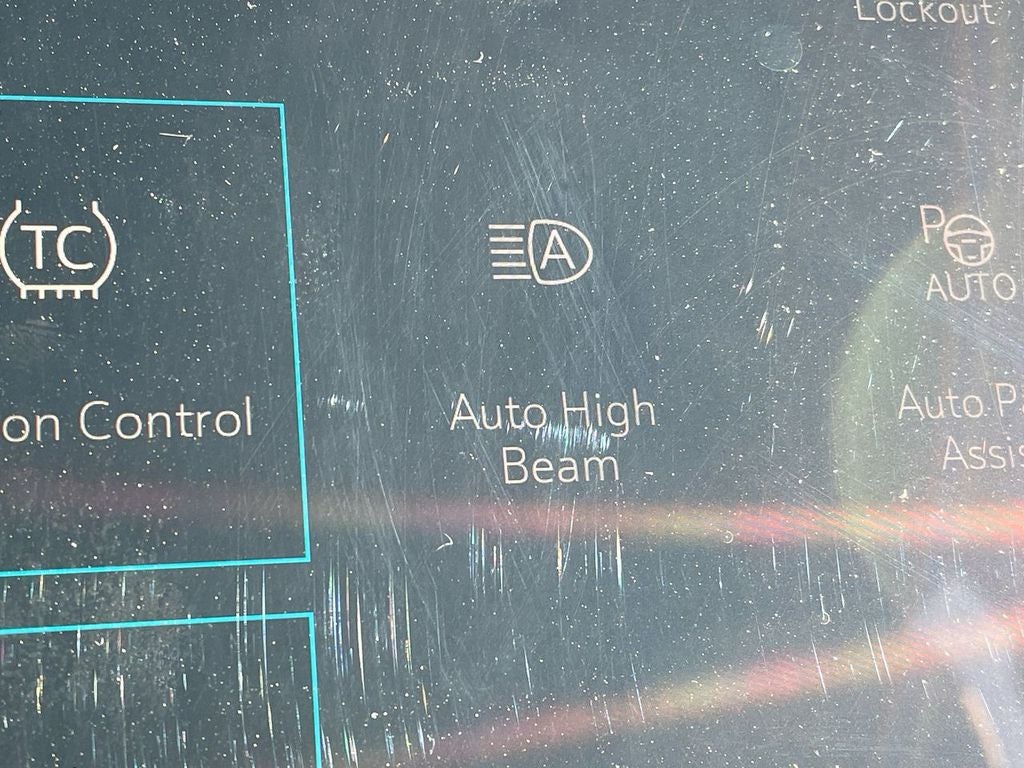 Lockout
TC
A
P
AUTO
on Control
Auto High
Beam
Auto Pa
Assis